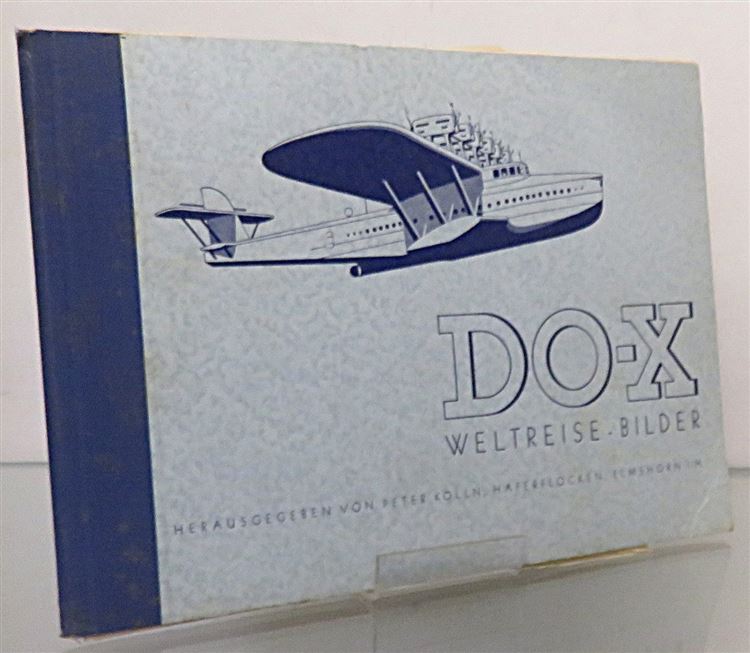 DO-X
WELTREISE-BILDER
HERAUSGEGEBEN VON PETER KÖLLN, HAFERFLOCKEN, ELMSHORN I/H.